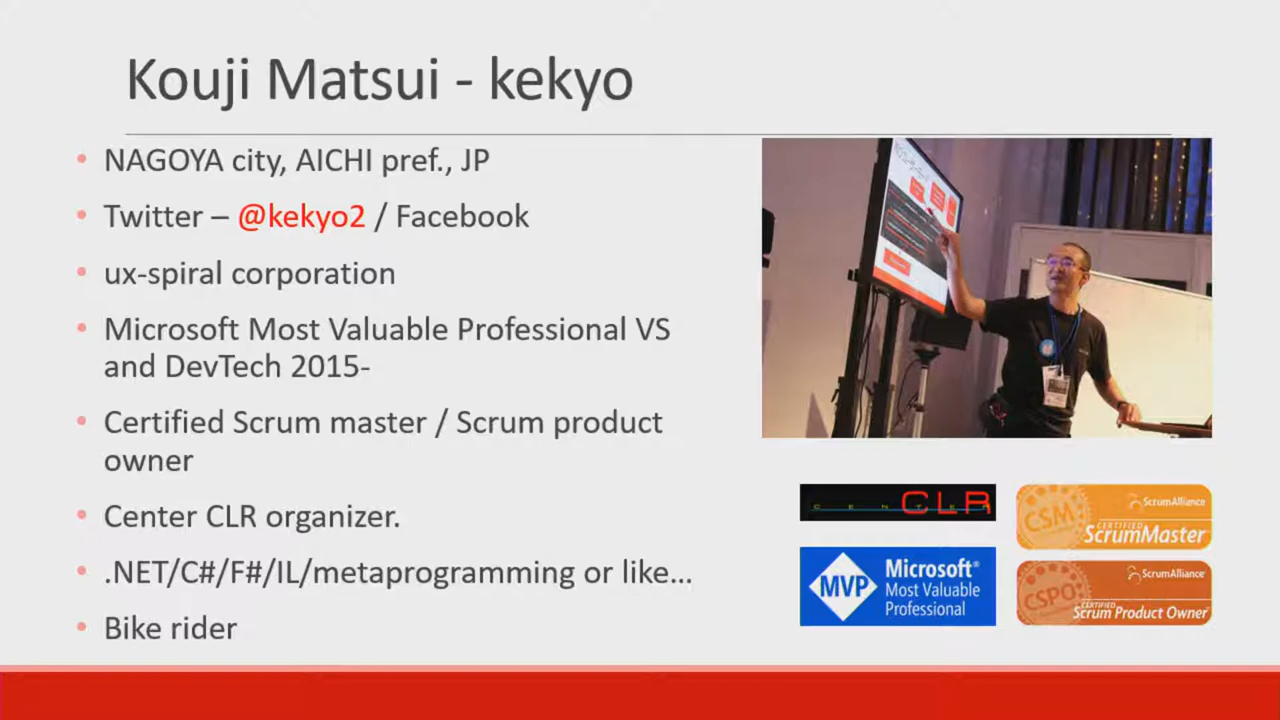 Kouji Matsui - kekyo
NAGOYA city, AICHI pref., JP
Twitter – @kekyo2 / Facebook
ux-spiral corporation
Microsoft Most Valuable Professional VS
and DevTech 2015-
Certified Scrum master / Scrum product
owner
Center CLR organizer.
.NET/C#/F#/IL/metaprogramming or like…
Bike rider
CENTER CLR
MVP
Microsoft®
Most Valuable
Professional
CSM
ScrumAlliance
CERTIFIED
ScrumMaster
CSPO
ScrumAlliance
CERTIFIED
Scrum Product Owner